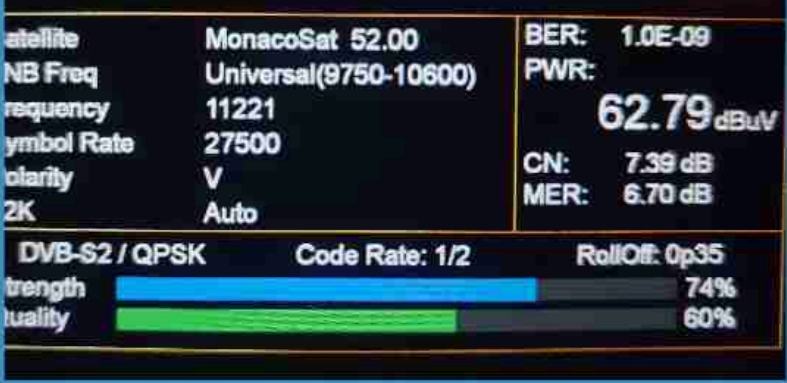 atellite MonacoSat 52.00
NB Freq Universal(9750-10600)
requency 11221
ymbol Rate 27500
olarity V
2K Auto
BER: 1.0E-09
PWR:
62.79 dBuV
CN: 7.39 dB
MER: 6.70 dB
DVB-S2 / QPSK Code Rate: 1/2 RollOff: 0p35
trength 74%
uality 60%